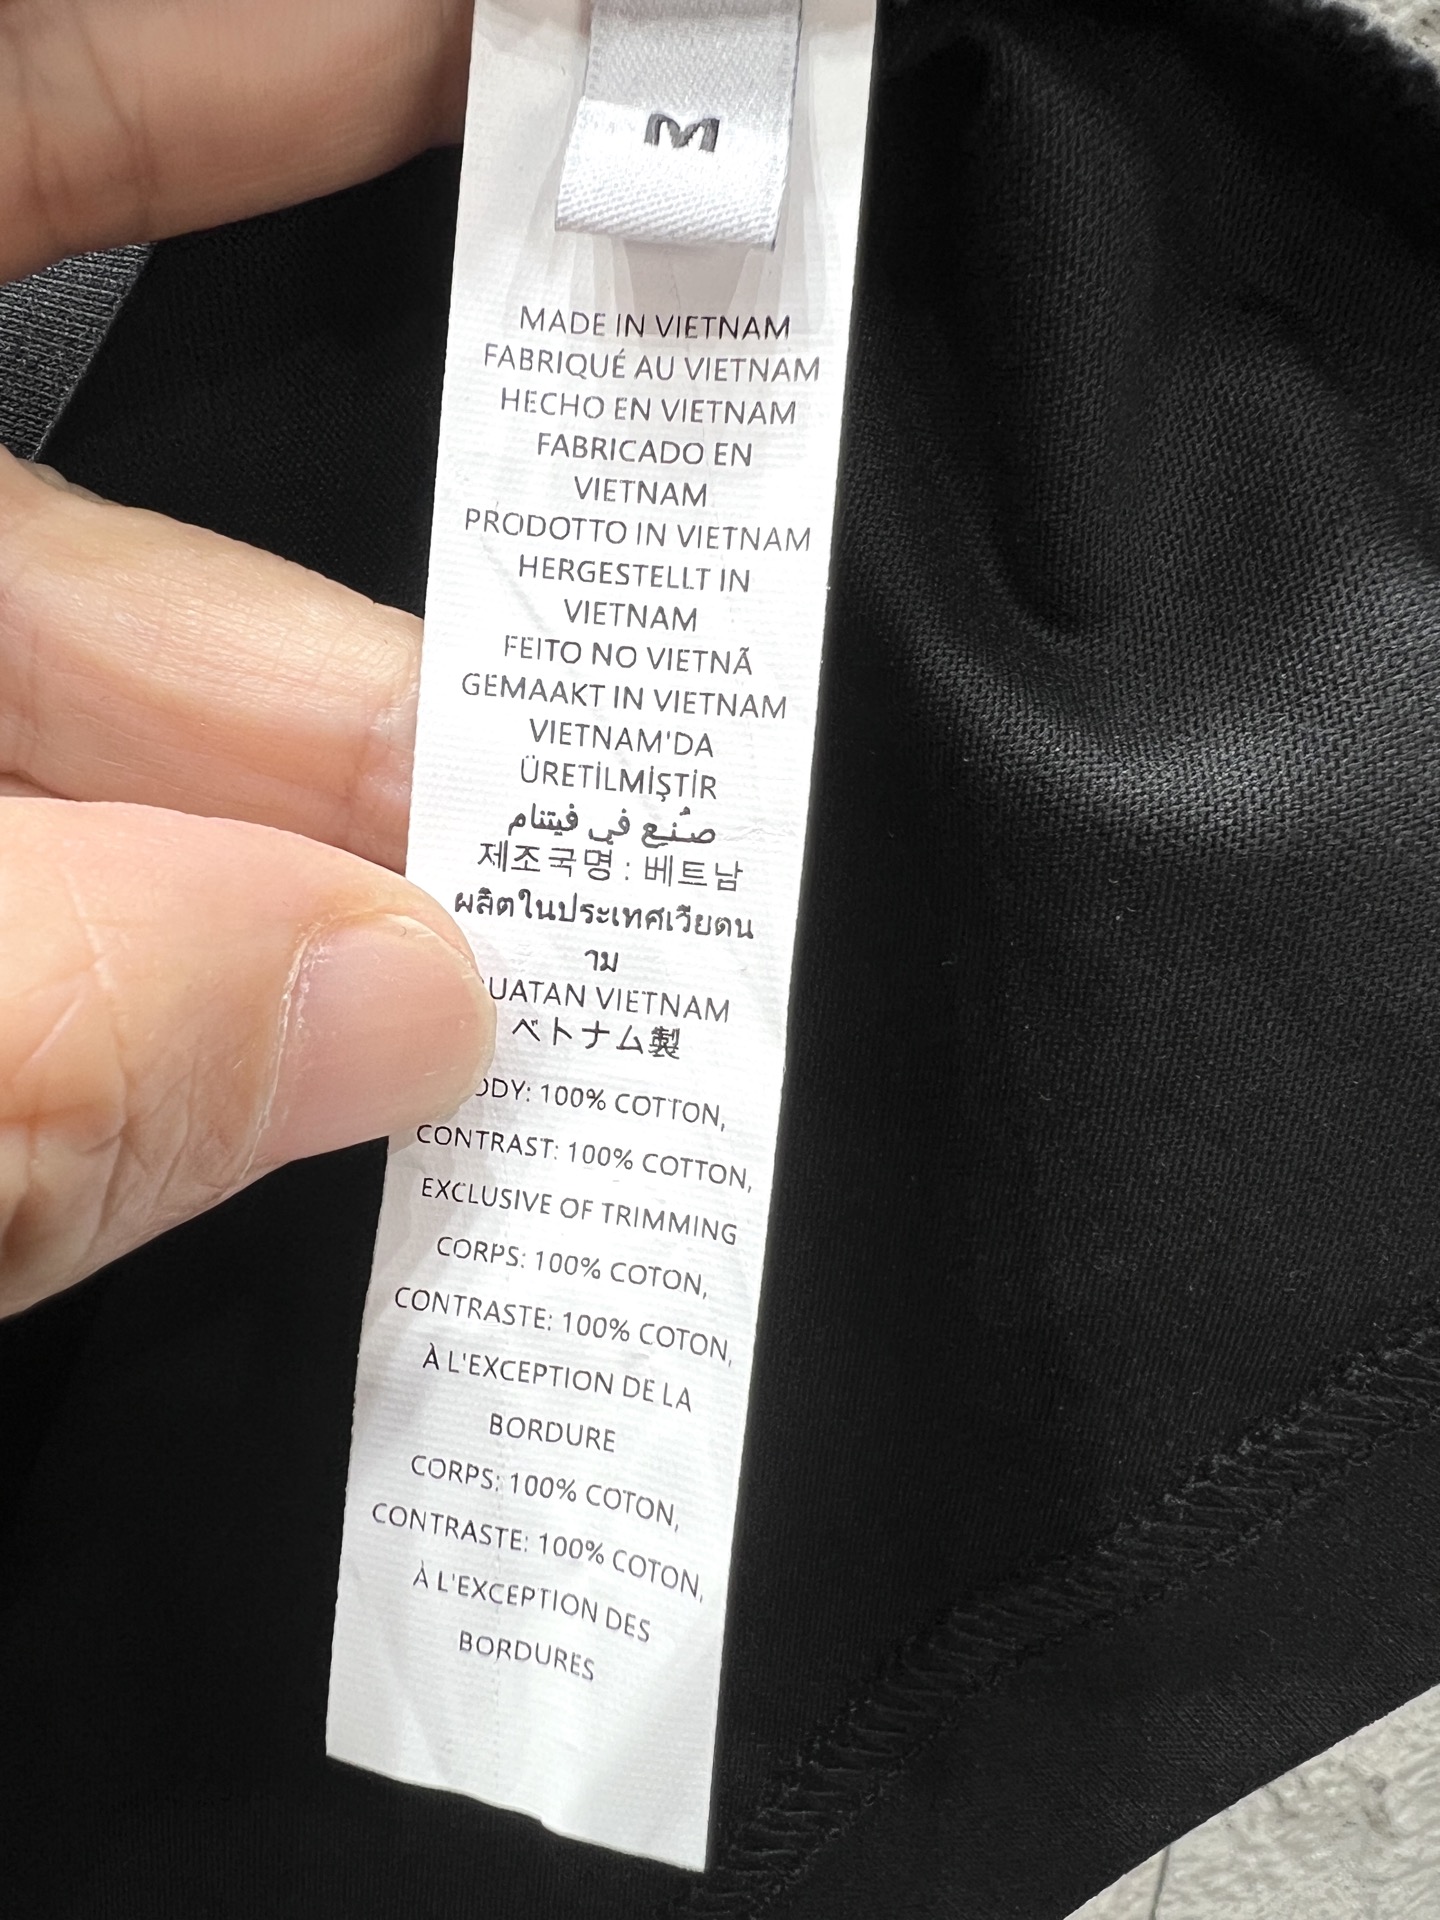 M
MADE IN VIETNAM
FABRIQUÉ AU VIETNAM
HECHO EN VIETNAM
FABRICADO EN
VIETNAM
PRODOTTO IN VIETNAM
HERGESTELLT IN
VIETNAM
FEITO NO VIETNÃ
GEMAAKT IN VIETNAM
VIETNAM'DA
ÜRETİLMİŞTİR
صُنع في فيتنام
제조국명 : 베트남
ผลิตในประเทศเวียดน
าม
VIETNAM
ベトナム製
100% COTTON,
CONTRAST: 100% COTTON,
EXCLUSIVE OF TRIMMING
CORPS: 100% COTON,
CONTRASTE: 100% COTON,
À L'EXCEPTION DE LA
BORDURE
CORPS: 100% COTON,
CONTRASTE: 100% COTON,
À L'EXCEPTION DES
BORDURES